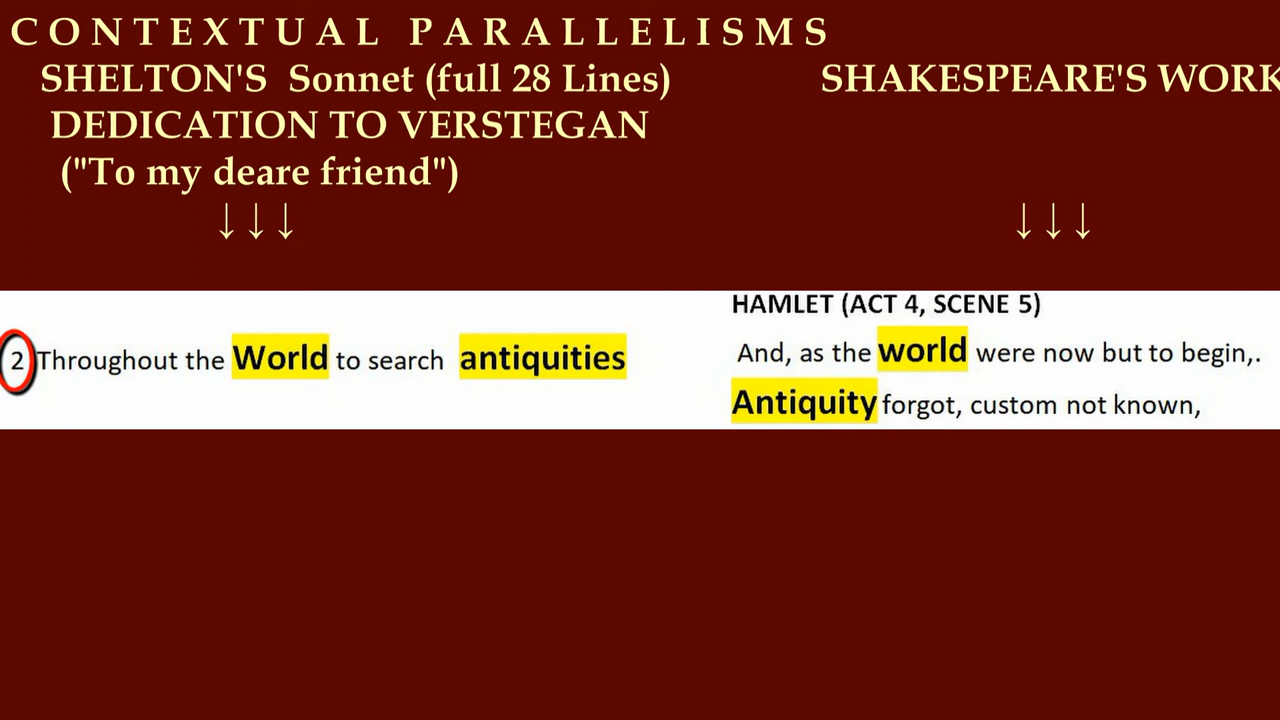 CONTEXTUAL PARALLELISMS
SHELTON'S Sonnet (full 28 Lines)
DEDICATION TO VERSTEGAN
("To my deare friend")
↓↓↓
SHAKESPEARE'S WORK
↓↓↓
2 Throughout the World to search antiquities
HAMLET (ACT 4, SCENE 5)
And, as the world were now but to begin,.
Antiquity forgot, custom not known,